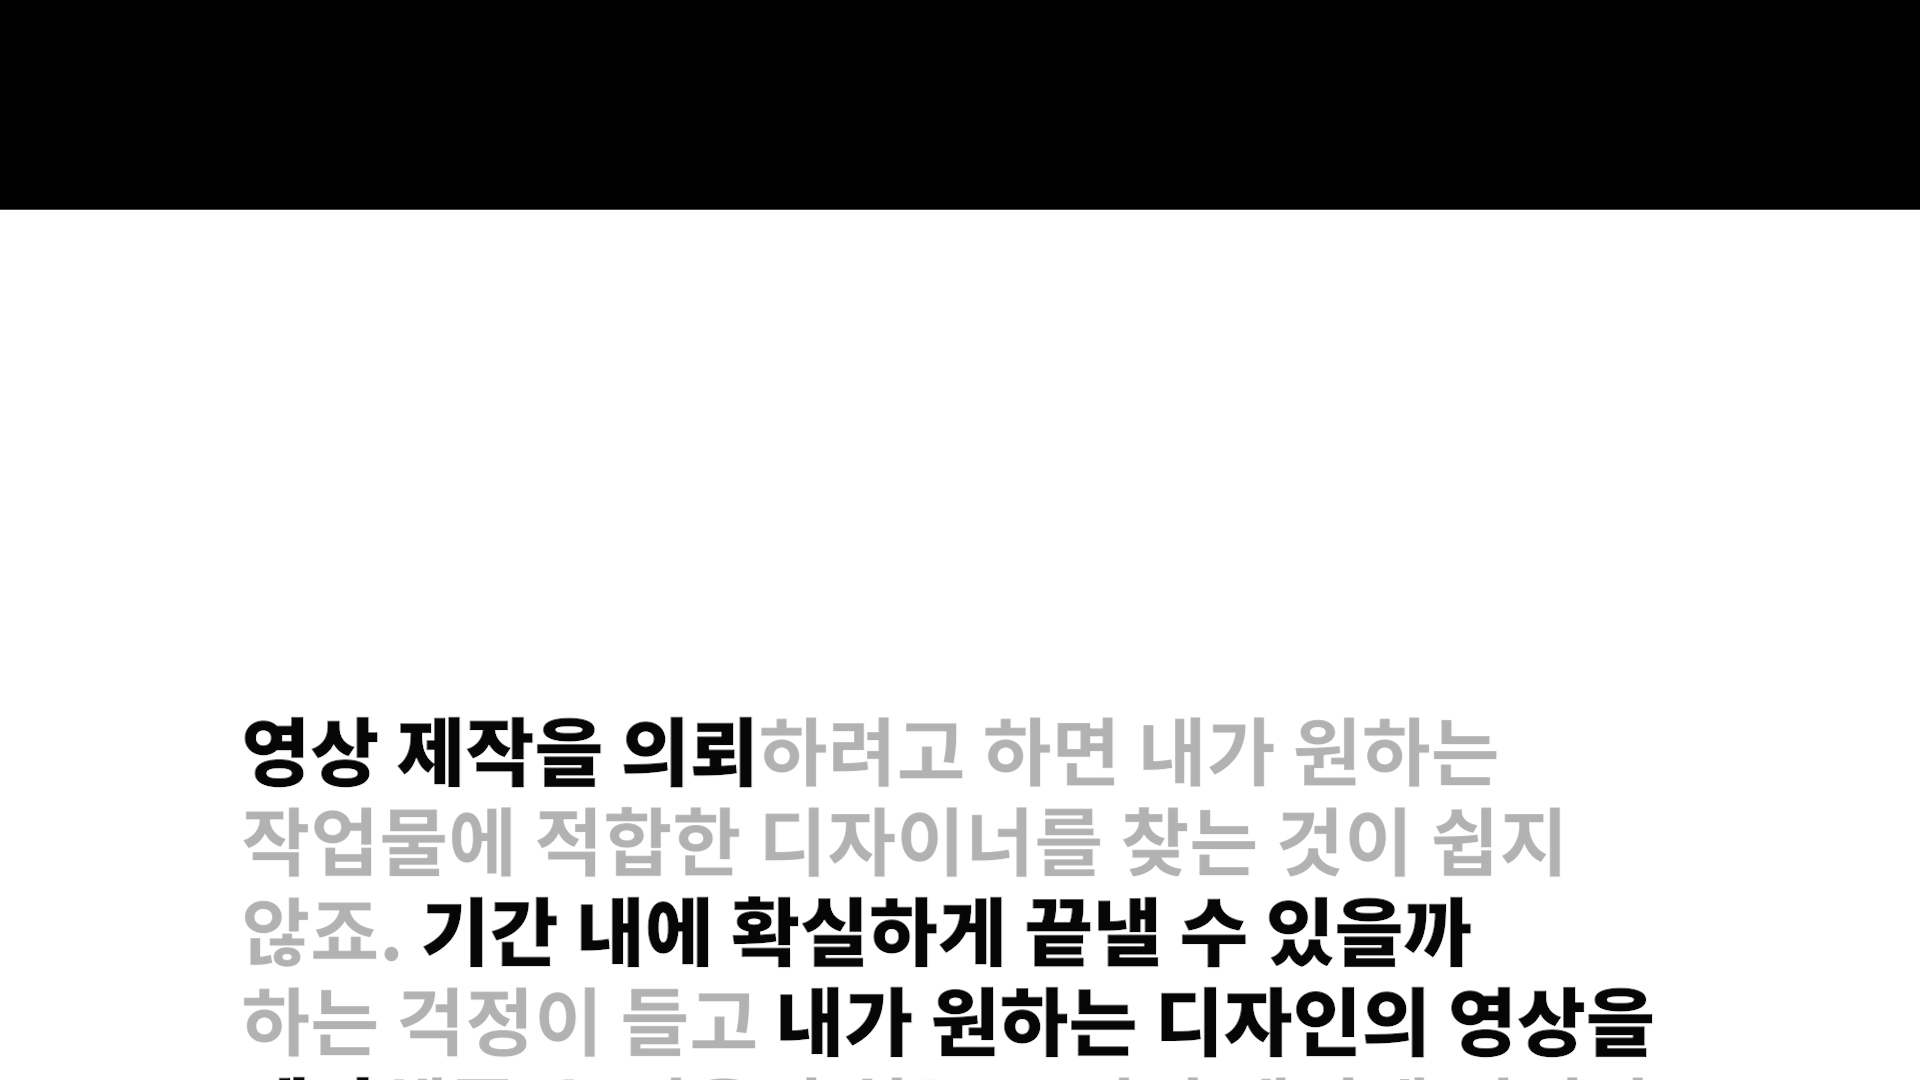 영상 제작을 의뢰하려고 하면 내가 원하는
작업물에 적합한 디자이너를 찾는 것이 쉽지
않죠. 기간 내에 확실하게 끝낼 수 있을까
하는 걱정이 들고 내가 원하는 디자인의 영상을